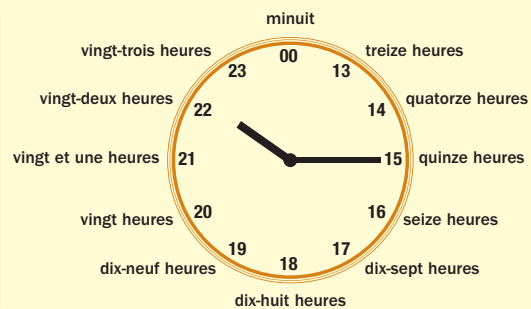 minuit
vingt-trois heures 00 treize heures
23 13
vingt-deux heures 22 14 quatorze heures
vingt et une heures 21 15 quinze heures
vingt heures 20 16 seize heures
dix-neuf heures 19 17 dix-sept heures
18
dix-huit heures